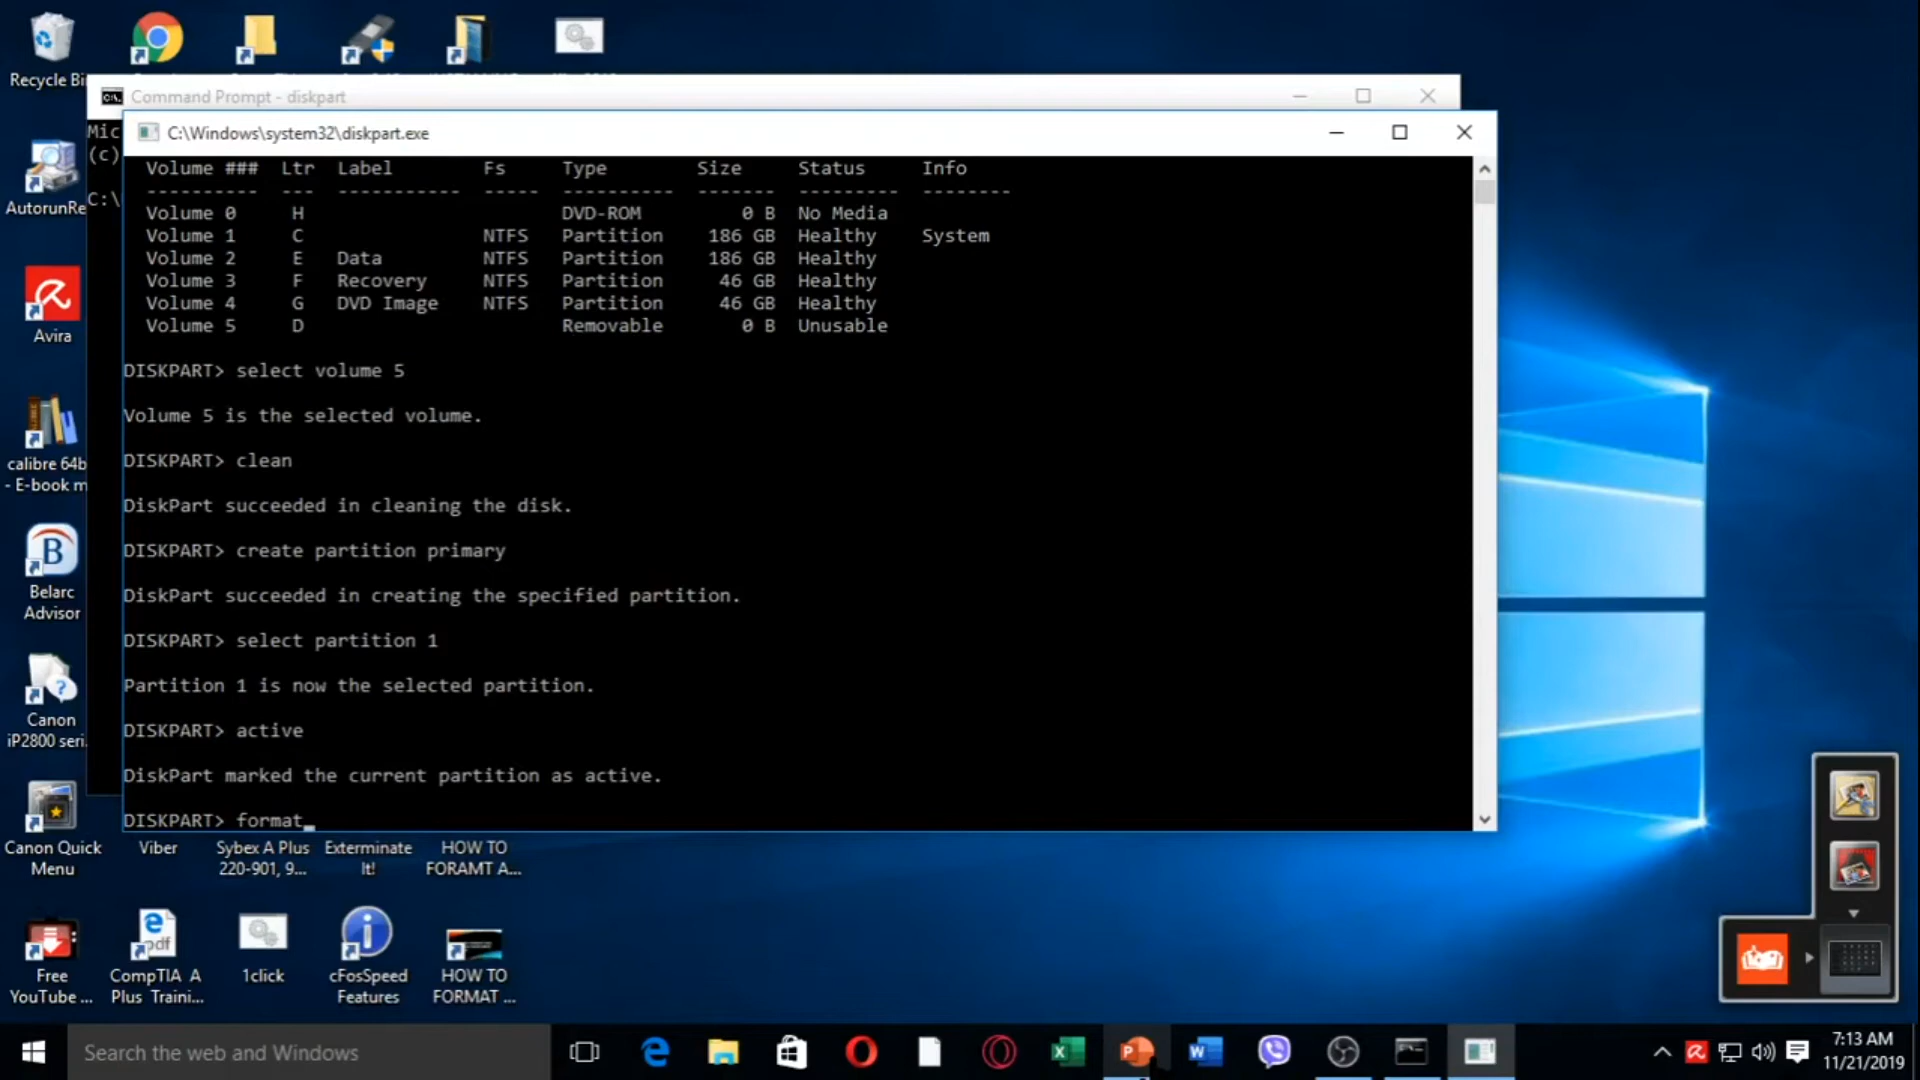 Recycle Bi
Command Prompt - diskpart
Mic
(c)
C:\
C:\Windows\system32\diskpart.exe
Volume ### Ltr Label Fs Type Size Status Info
---------- --- ----------- ----- ---------- ------- --------- --------
Volume 0 H DVD-ROM 0 B No Media
Volume 1 C NTFS Partition 186 GB Healthy System
Volume 2 E Data NTFS Partition 186 GB Healthy
Volume 3 F Recovery NTFS Partition 46 GB Healthy
Volume 4 G DVD Image NTFS Partition 46 GB Healthy
Volume 5 D Removable 0 B Unusable
DISKPART> select volume 5
Volume 5 is the selected volume.
DISKPART> clean
DiskPart succeeded in cleaning the disk.
DISKPART> create partition primary
DiskPart succeeded in creating the specified partition.
DISKPART> select partition 1
Partition 1 is now the selected partition.
DISKPART> active
DiskPart marked the current partition as active.
DISKPART> format_
AutorunRe
Avira
calibre 64b
- E-book m
Belarc
Advisor
Canon
iP2800 seri.
Canon Quick
Menu
Viber
Sybex A Plus
220-901, 9...
Exterminate
It!
HOW TO
FORAMT A...
Free
YouTube ...
CompTIA A
Plus Traini...
1click
cFosSpeed
Features
HOW TO
FORMAT ...
Search the web and Windows
7:13 AM
11/21/2019